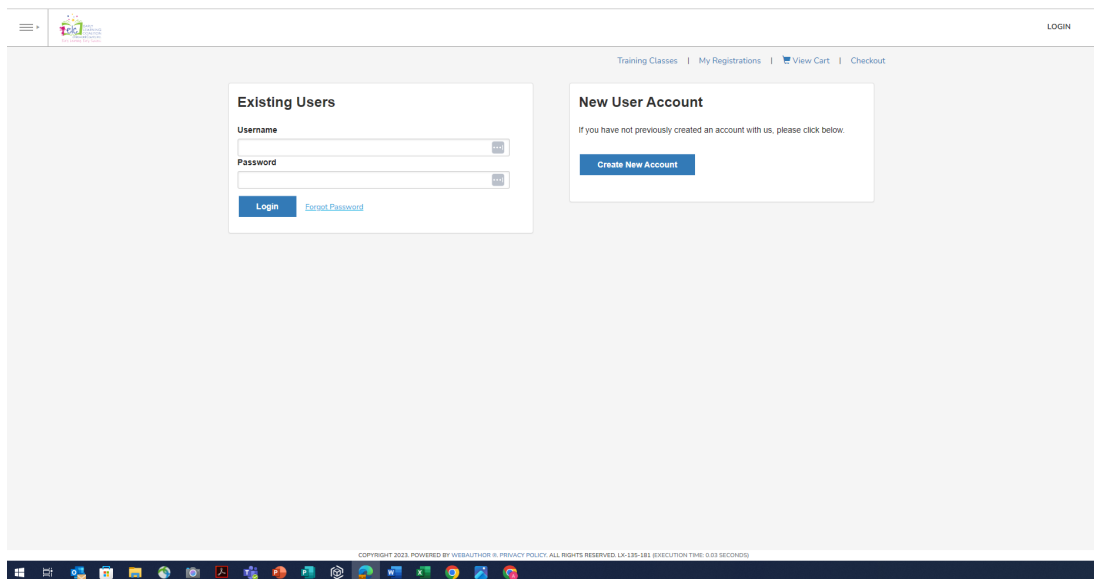 LOGIN
Training Classes | My Registrations | View Cart | Checkout
Existing Users
Username
Password
Login Forgot Password
New User Account
If you have not previously created an account with us, please click below.
Create New Account
COPYRIGHT 2023. POWERED BY WEBAUTHOR ®. PRIVACY POLICY. ALL RIGHTS RESERVED. LX-135-181 (EXECUTION TIME: 0.03 SECONDS)